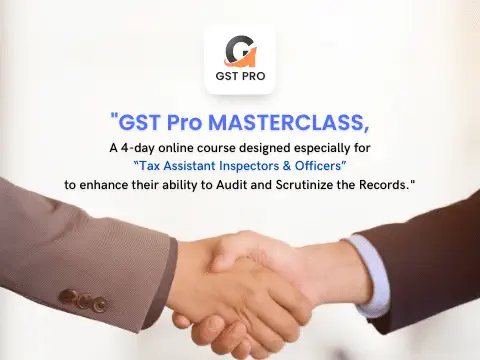 GST PRO
"GST Pro MASTERCLASS,
A 4-day online course designed especially for
“Tax Assistant Inspectors & Officers”
to enhance their ability to Audit and Scrutinize the Records."